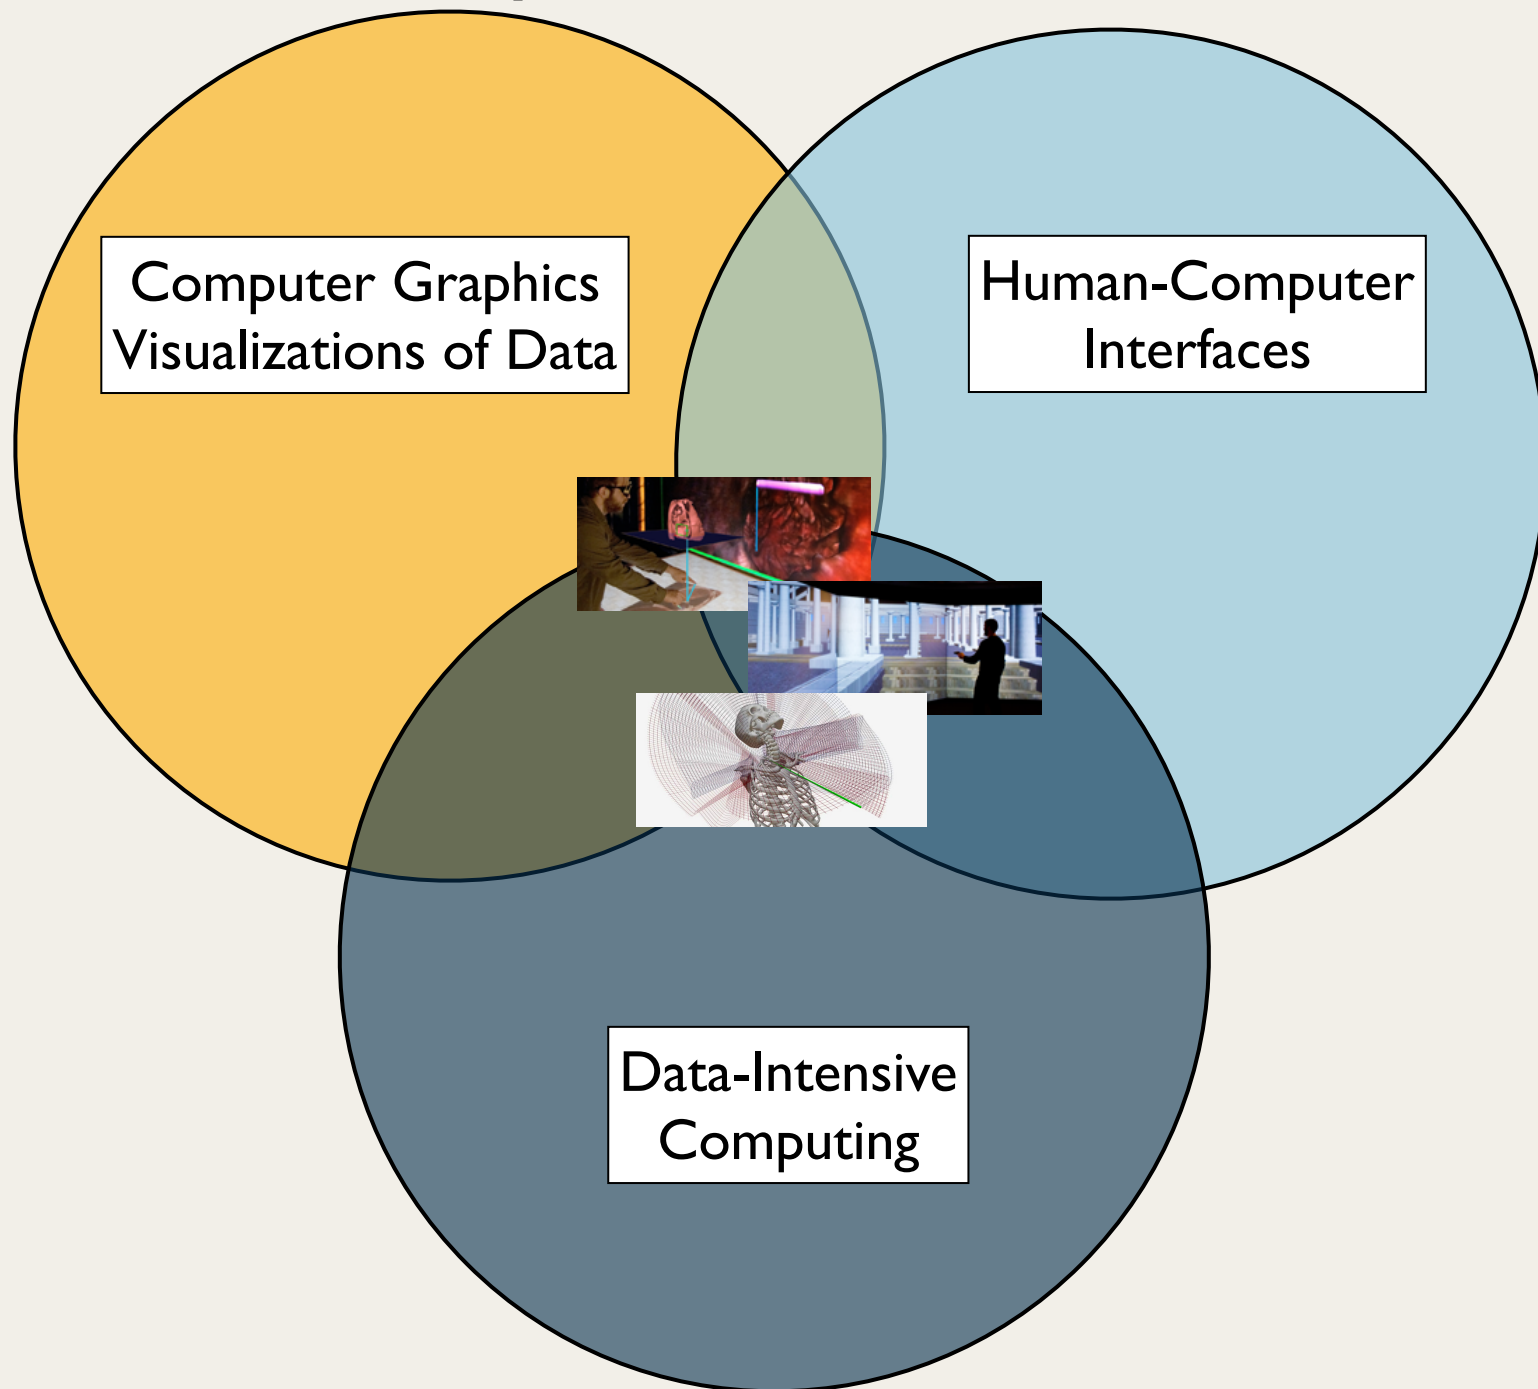 Computer Graphics
Visualizations of Data
Human-Computer
Interfaces
Data-Intensive
Computing